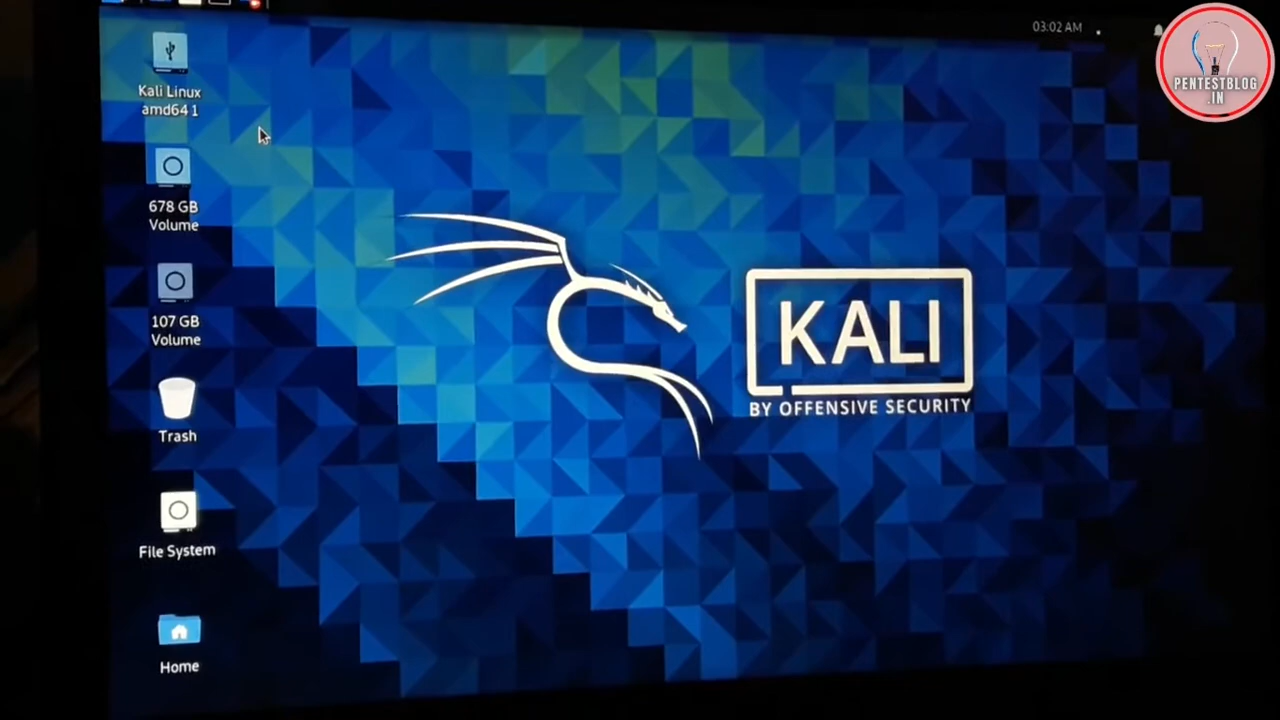 03:02 AM
PENTESTBLOG
.IN
Kali Linux
amd64 1
678 GB
Volume
107 GB
Volume
KALI
BY OFFENSIVE SECURITY
Trash
File System
Home